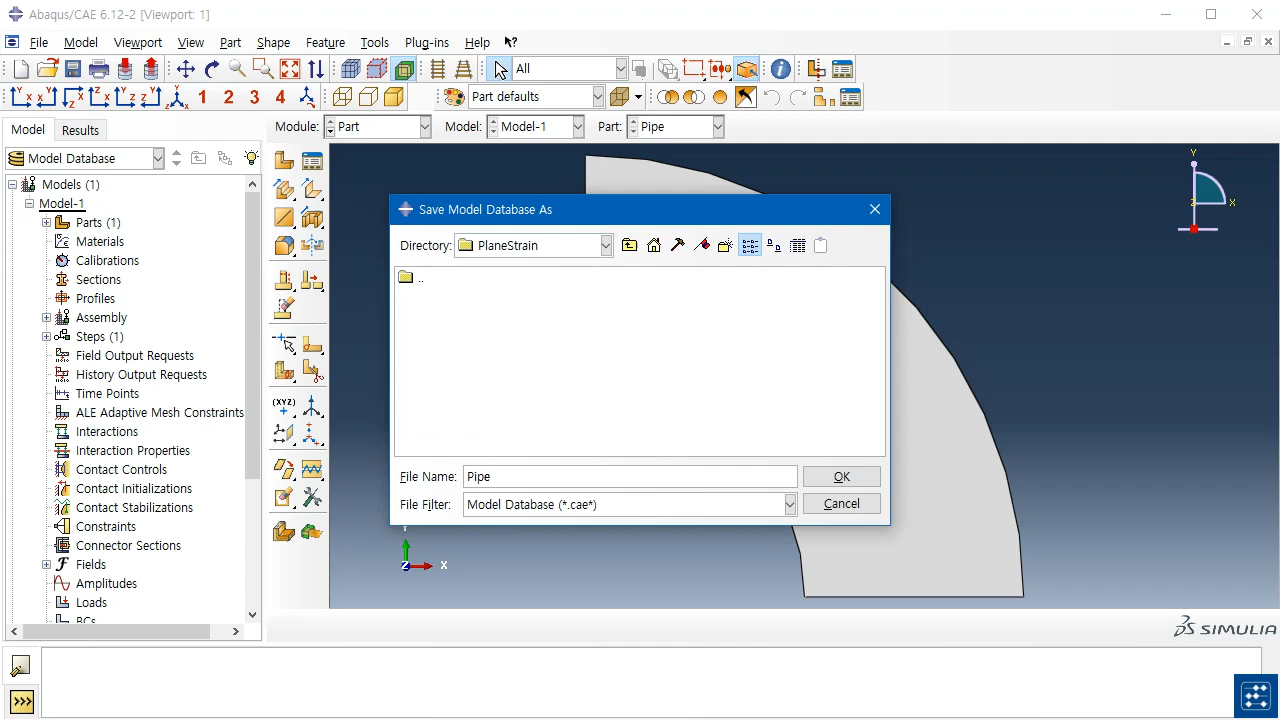 Abaqus/CAE 6.12-2 [Viewport: 1]
File Model Viewport View Part Shape Feature Tools Plug-ins Help
All
1 2 3 4 Part defaults
Model Results Module: Part Model: Model-1 Part: Pipe
Model Database
Models (1)
Model-1
Parts (1)
Materials
Calibrations
Sections
Profiles
Assembly
Steps (1)
Field Output Requests
History Output Requests
Time Points
ALE Adaptive Mesh Constraints
Interactions
Interaction Properties
Contact Controls
Contact Initializations
Contact Stabilizations
Constraints
Connector Sections
Fields
Amplitudes
Loads
BCs
(XYZ)
Save Model Database As
Directory: PlaneStrain
..
File Name: Pipe OK
File Filter: Model Database (*.cae*) Cancel
Y
Z X
Y
Z X
SIMULIA
>>>